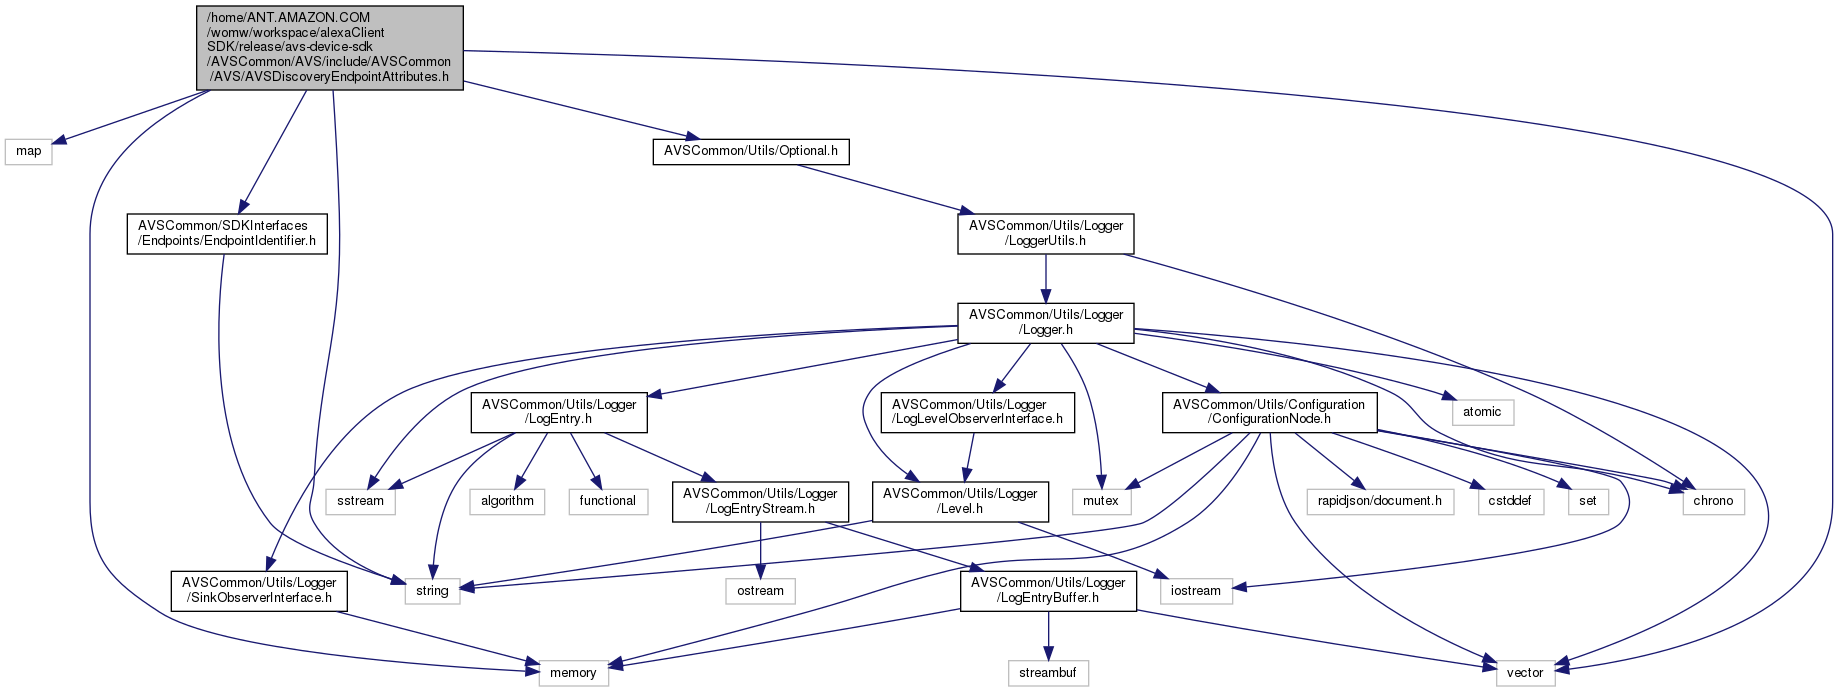 /home/ANT.AMAZON.COM
/womw/workspace/alexaClient
SDK/release/avs-device-sdk
/AVSCommon/AVS/include/AVSCommon
/AVS/AVSDiscoveryEndpointAttributes.h
map
AVSCommon/Utils/Optional.h
AVSCommon/SDKInterfaces
/Endpoints/EndpointIdentifier.h
AVSCommon/Utils/Logger
/LoggerUtils.h
AVSCommon/Utils/Logger
/Logger.h
AVSCommon/Utils/Logger
/LogEntry.h
AVSCommon/Utils/Logger
/LogLevelObserverInterface.h
AVSCommon/Utils/Configuration
/ConfigurationNode.h
atomic
sstream
algorithm
functional
AVSCommon/Utils/Logger
/LogEntryStream.h
AVSCommon/Utils/Logger
/Level.h
mutex
rapidjson/document.h
cstddef
set
chrono
AVSCommon/Utils/Logger
/SinkObserverInterface.h
string
ostream
AVSCommon/Utils/Logger
/LogEntryBuffer.h
iostream
memory
streambuf
vector